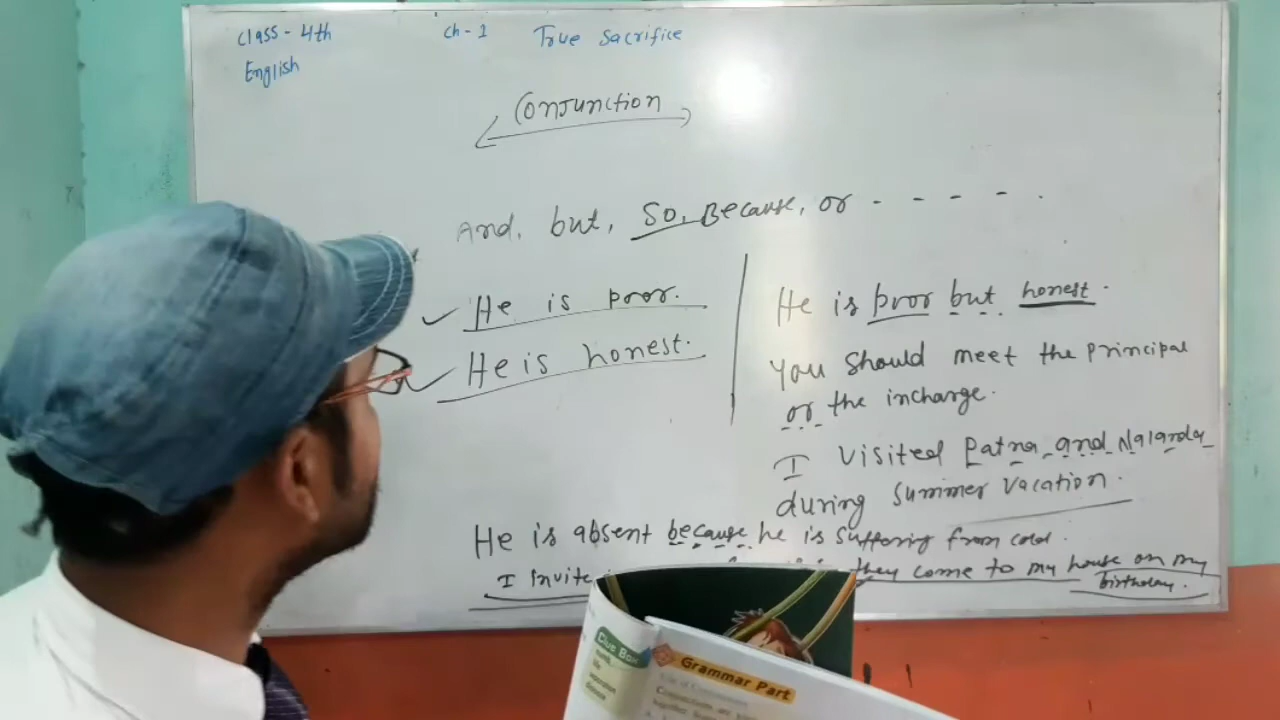 Class - 4th
English
Ch - 1 True Sacrifice
Conjunction
And, but, So, Because, or - - - - - .
He is poor.
He is honest.
He is poor but honest.
You should meet the principal
or the incharge.
I visited Patna and Nalanda
during Summer Vacation.
He is absent because he is suffering from cold.
I invite they come to my house on my
birthday.
Clue Box
Grammar Part